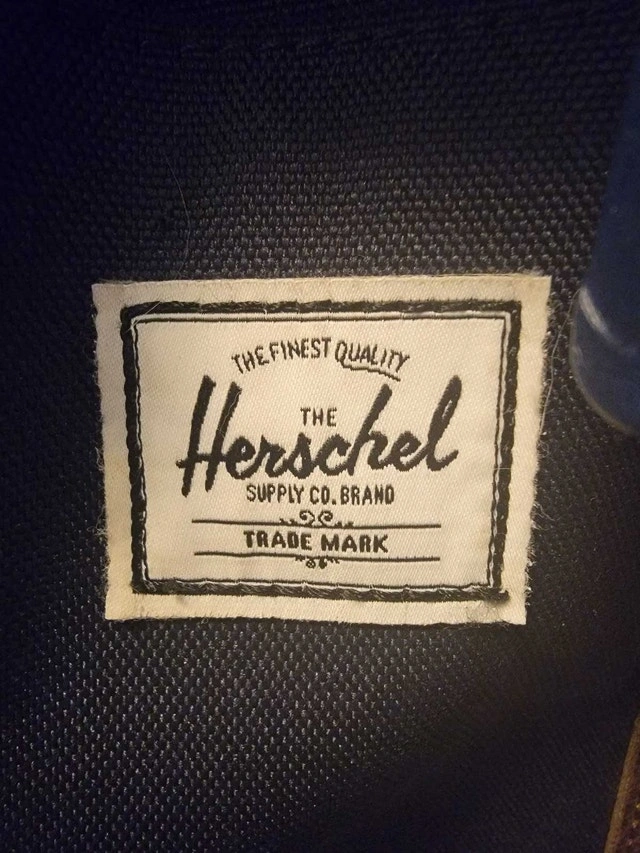 THE FINEST QUALITY
THE
Herschel
SUPPLY CO. BRAND
TRADE MARK